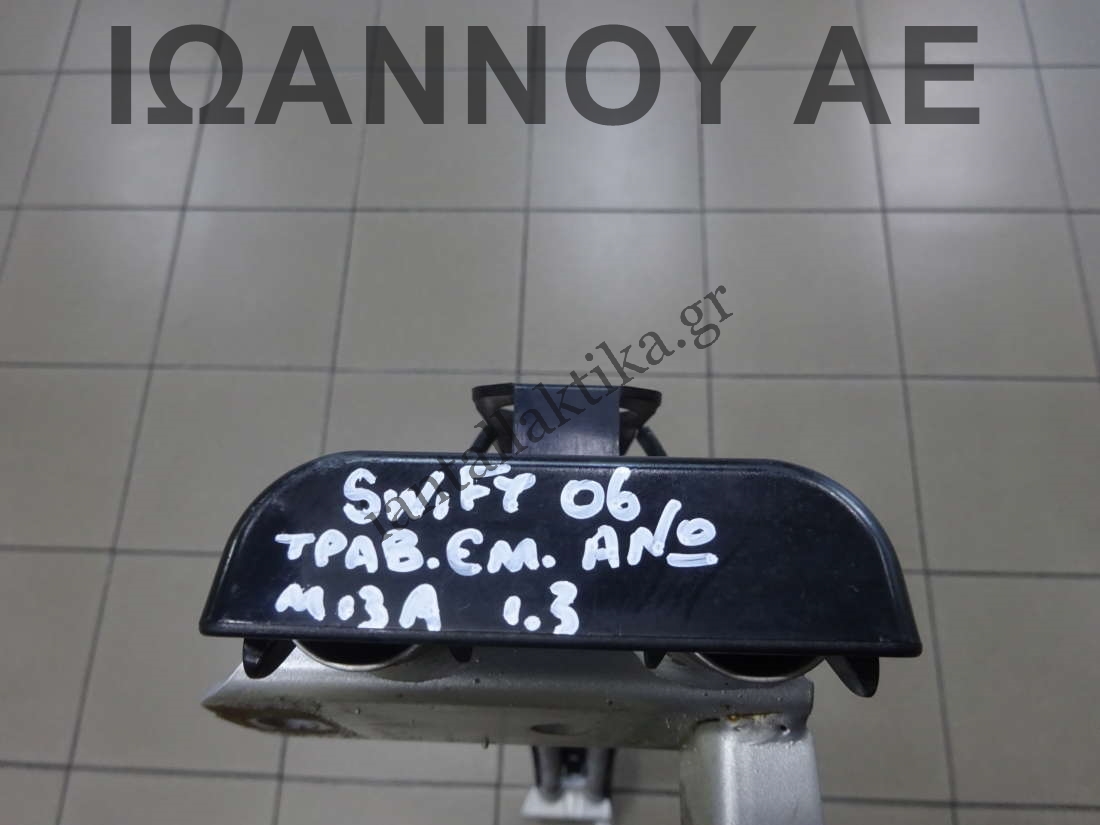 ΙΩΑΝΝΟΥ ΑΕ
antallaktika.gr
SWIFT 06
ΤΡΑΒ. ΕΜ. ΑΝΩ
Μ13Α 1.3